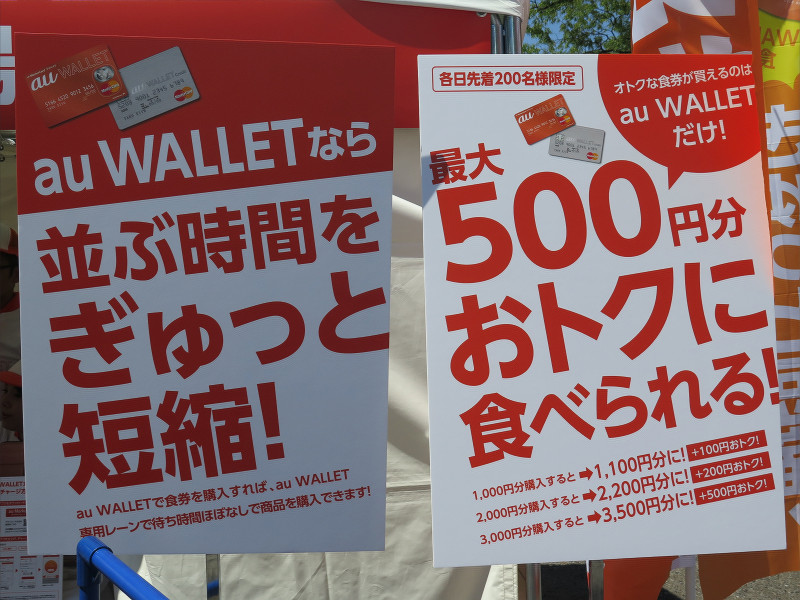 au WALLETなら
並ぶ時間を
ぎゅっと
短縮!
au WALLETで食券を購入すれば、au WALLET
専用レーンで待ち時間ほぼなしで商品を購入できます!
各日先着200名様限定
オトクな食券が買えるのは
au WALLET
だけ!
最大
500円分
おトクに
食べられる!
1,000円分購入すると➡1,100円分に! +100円おトク!
2,000円分購入すると➡2,200円分に! +200円おトク!
3,000円分購入すると➡3,500円分に! +500円おトク!